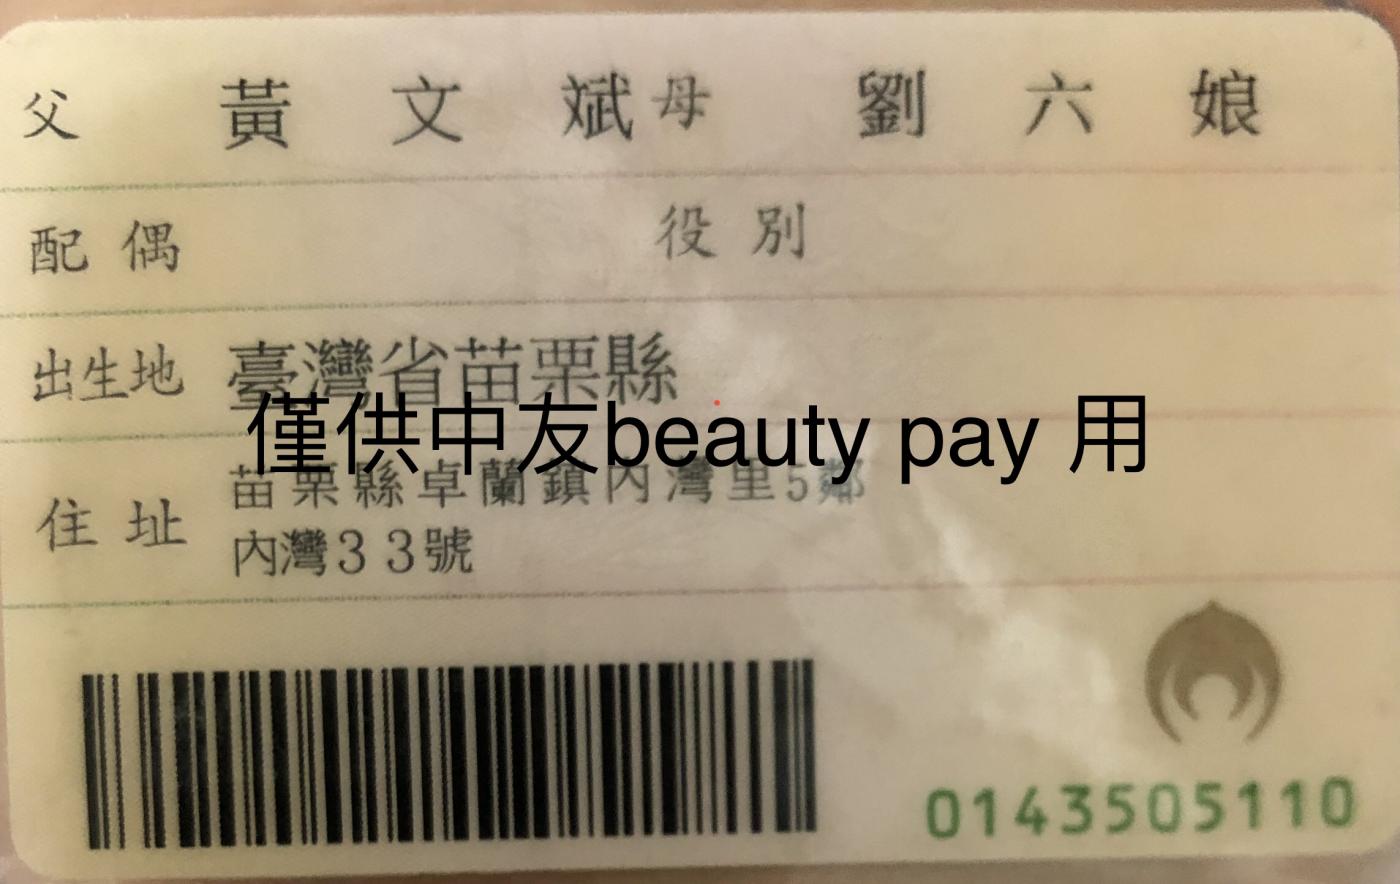 父 黃文斌 母 劉六娘
配偶 役別
出生地 臺灣省苗栗縣
僅供中友beauty pay 用
住址 苗栗縣卓蘭鎮內灣里5鄰
內灣33號
0143505110